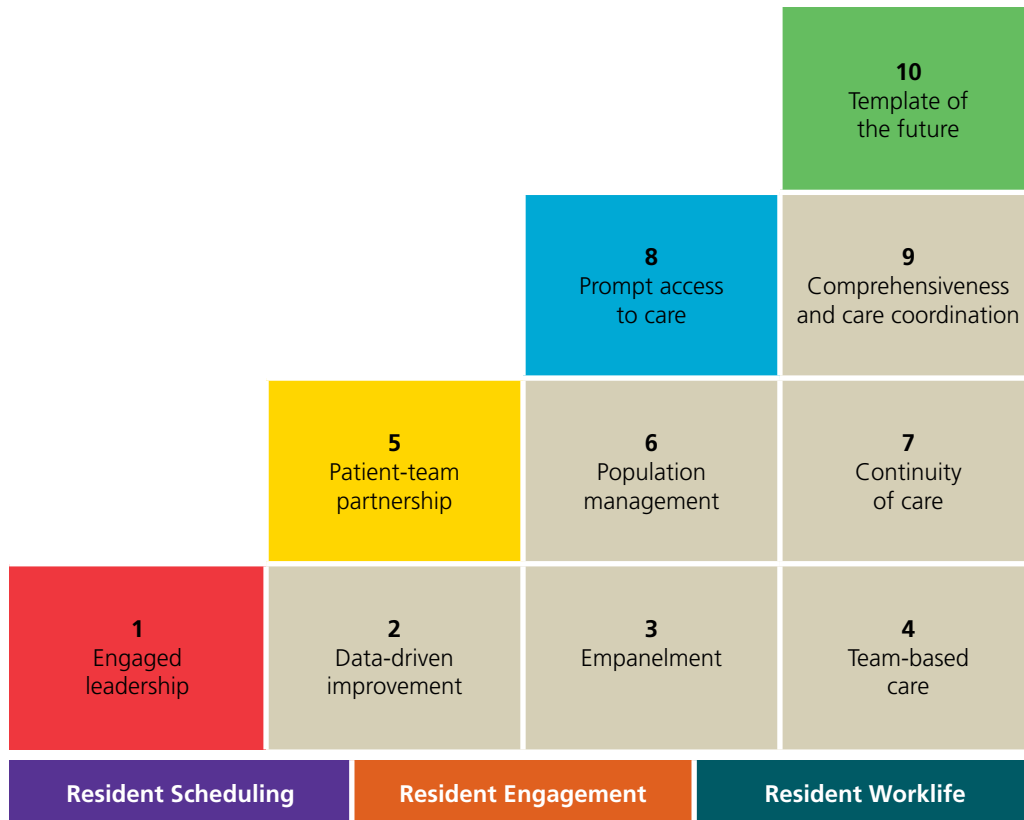 10
Template of
the future
8
Prompt access
to care
9
Comprehensiveness
and care coordination
5
Patient-team
partnership
6
Population
management
7
Continuity
of care
1
Engaged
leadership
2
Data-driven
improvement
3
Empanelment
4
Team-based
care
Resident Scheduling
Resident Engagement
Resident Worklife